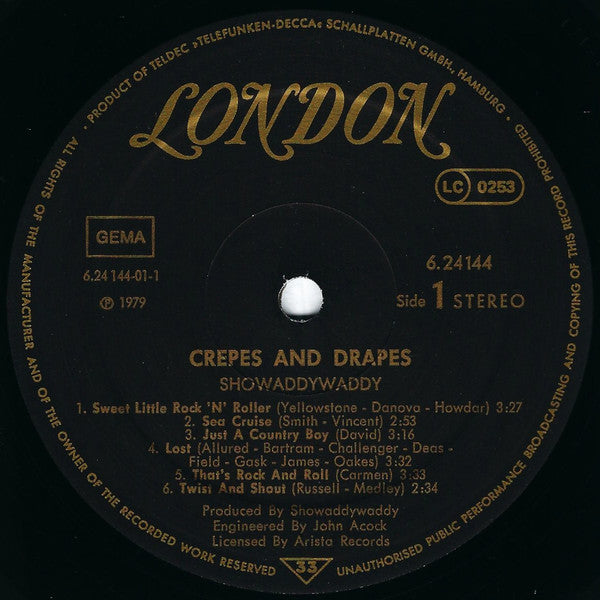 ALL RIGHTS OF THE MANUFACTURER AND OF THE OWNER OF THE RECORDED WORK RESERVED
• PRODUCT OF TELDEC »TELEFUNKEN-DECCA« SCHALLPLATTEN GMBH., HAMBURG •
UNAUTHORISED PUBLIC PERFORMANCE BROADCASTING AND COPYING OF THIS RECORD PROHIBITED
LONDON
LC 0253
GEMA
6.24144
6.24 144-01-1
℗ 1979
Side 1 STEREO
CREPES AND DRAPES
SHOWADDYWADDY
1. Sweet Little Rock 'N' Roller (Yellowstone - Danova - Howdar) 3:27
2. Sea Cruise (Smith - Vincent) 2:53
3. Just A Country Boy (David) 3:16
4. Lost (Allured - Bartram - Challenger - Deas -
Field - Gask - James - Oakes) 3:32
5. That's Rock And Roll (Carmen) 3:33
6. Twist And Shout (Russell - Medley) 2:34
Produced By Showaddywaddy
Engineered By John Acock
Licensed By Arista Records
33